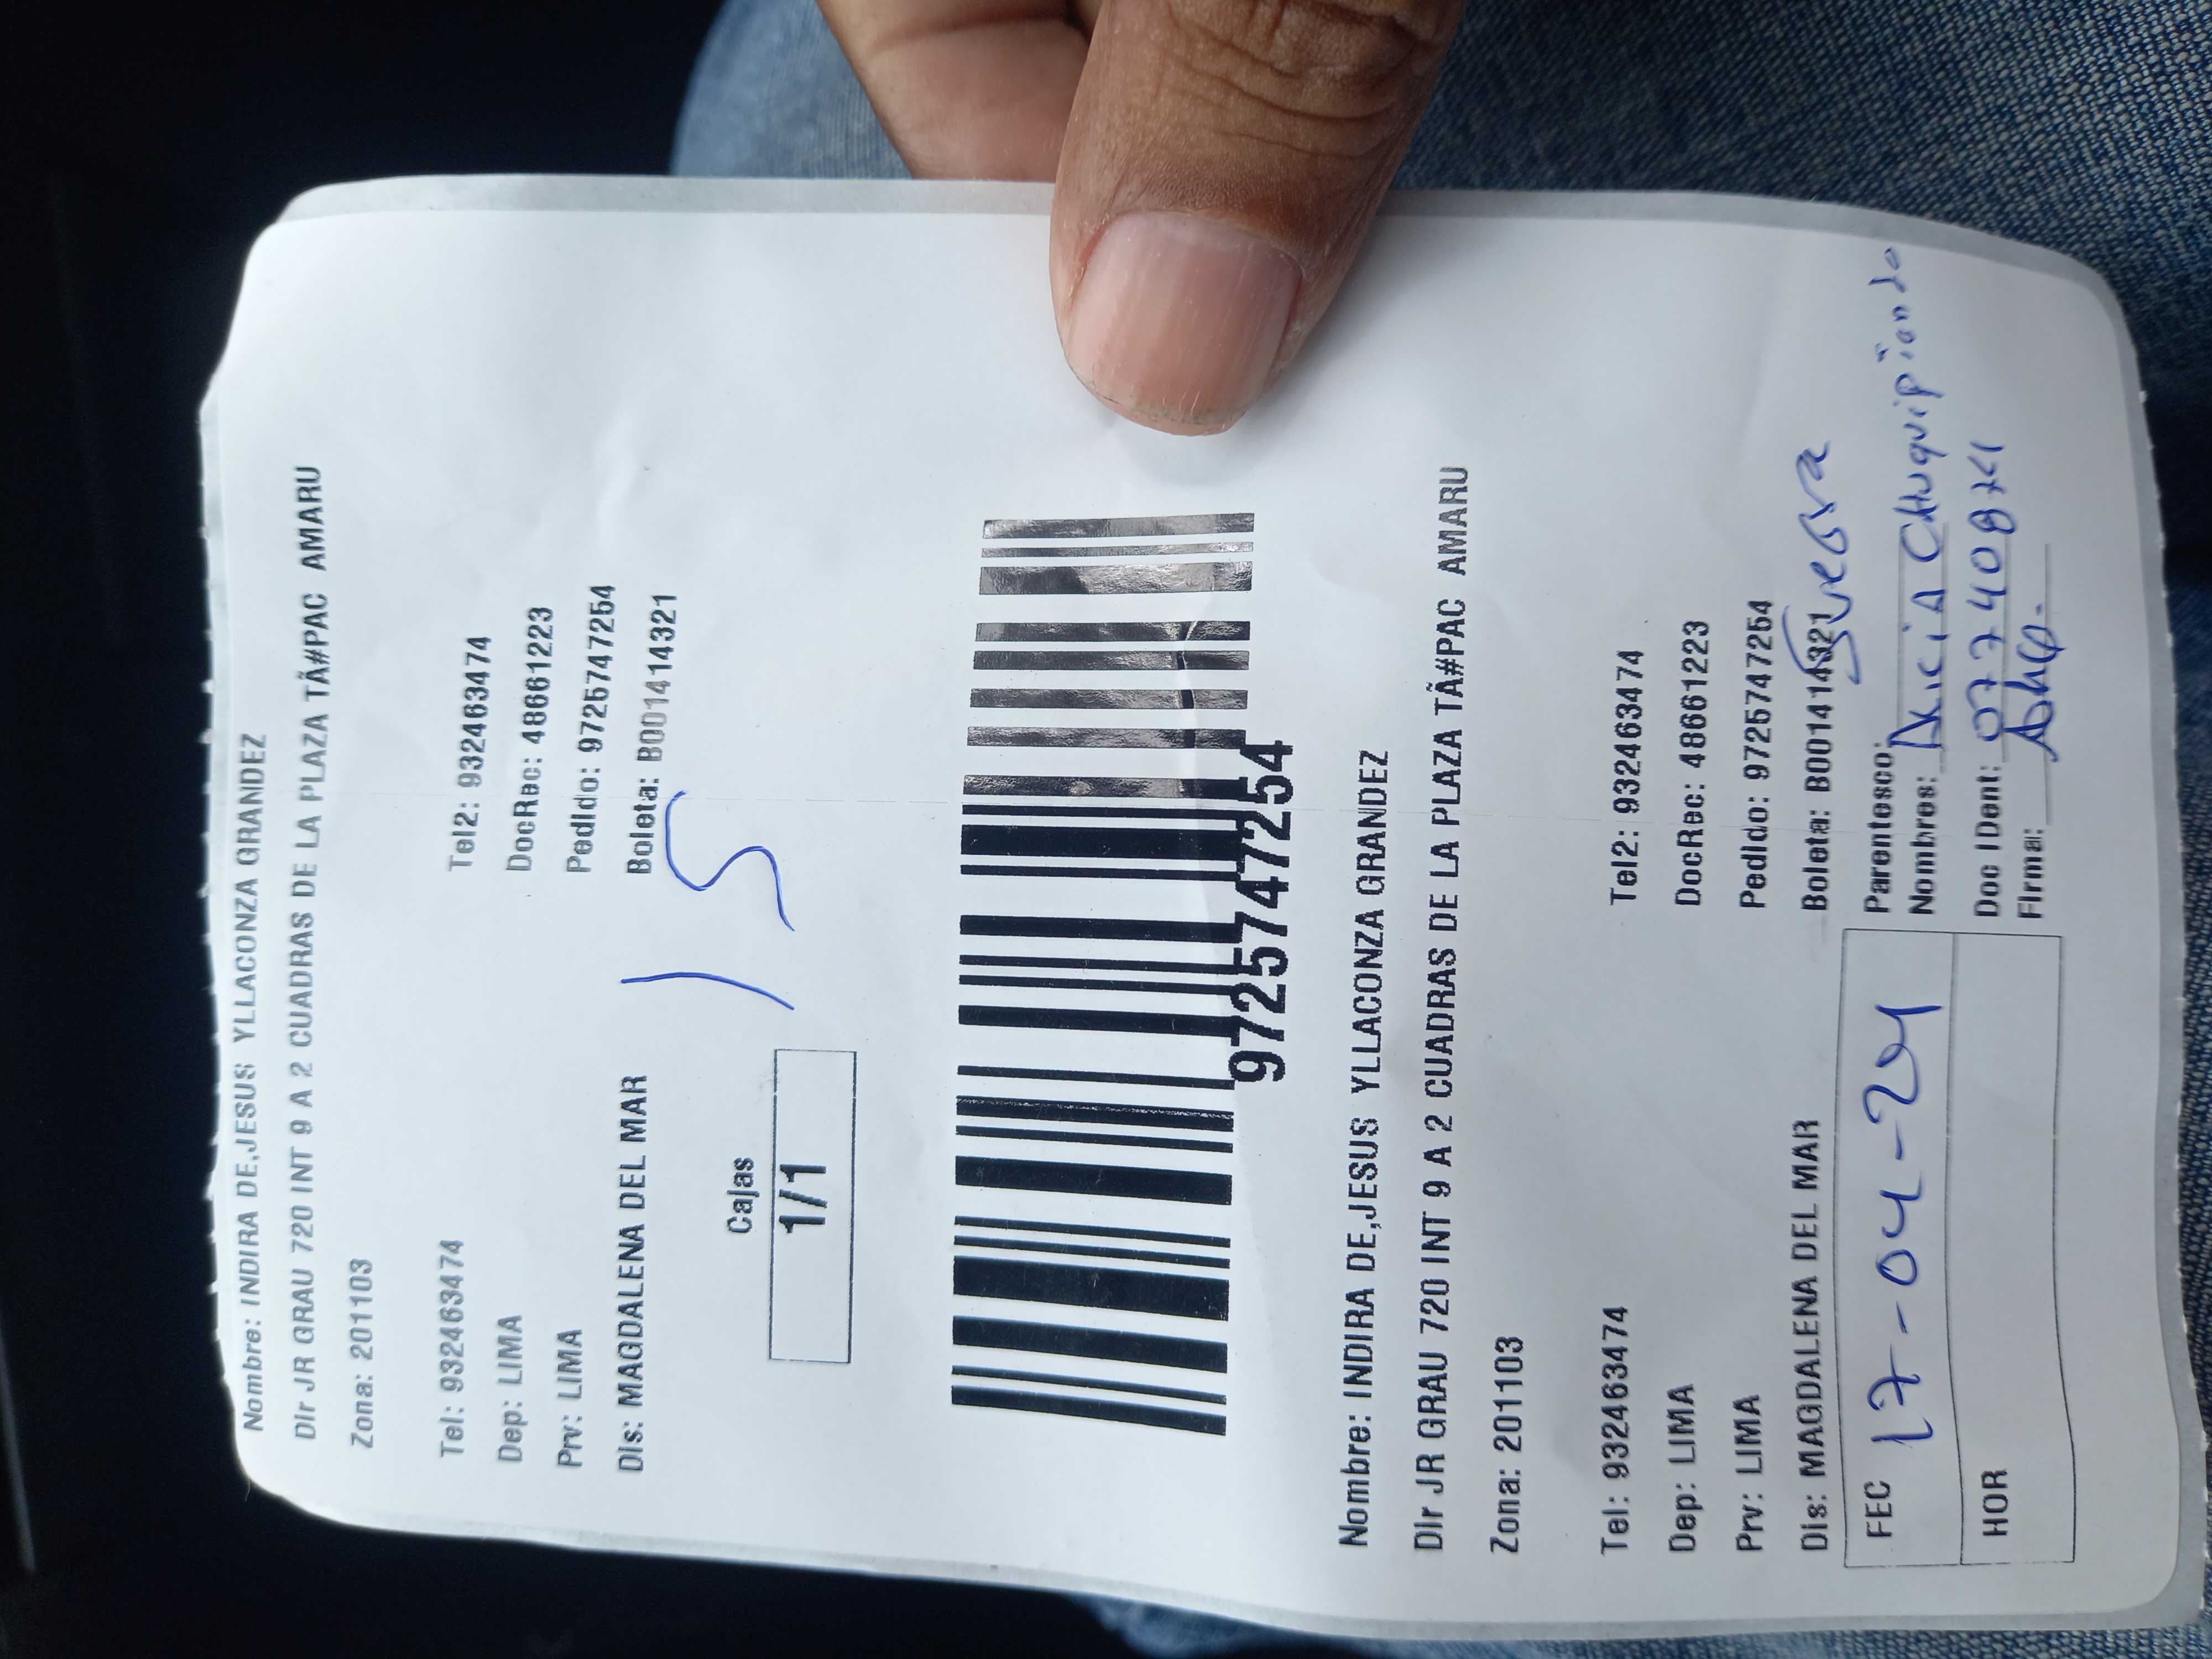 Nombre: INDIRA DE,JESUS YLLACONZA GRANDEZ
Dir JR GRAU 720 INT 9 A 2 CUADRAS DE LA PLAZA TÃ#PAC AMARU
Zona: 201103
Tel: 932463474 Tel2: 932463474
Dep: LIMA DocRec: 48661223
Prv: LIMA Pedido: 9725747254
Dis: MAGDALENA DEL MAR Boleta: B001414321
15
Cajas
1/1
9725747254
Nombre: INDIRA DE,JESUS YLLACONZA GRANDEZ
Dir JR GRAU 720 INT 9 A 2 CUADRAS DE LA PLAZA TÃ#PAC AMARU
Zona: 201103
Tel: 932463474 Tel2: 932463474
Dep: LIMA DocRec: 48661223
Prv: LIMA Pedido: 9725747254
Dis: MAGDALENA DEL MAR Boleta: B001414321
FEC 17-04-24
HOR
Parentesco: Suegra
Nombres: Chuquipiondo
Doc IDent:
Firma: